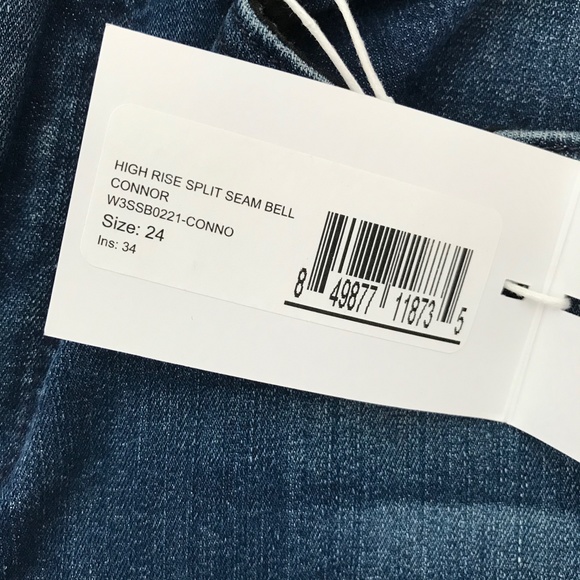 HIGH RISE SPLIT SEAM BELL
CONNOR
W3SSB0221-CONNO
Size: 24
Ins: 34
8 49877 11873 5